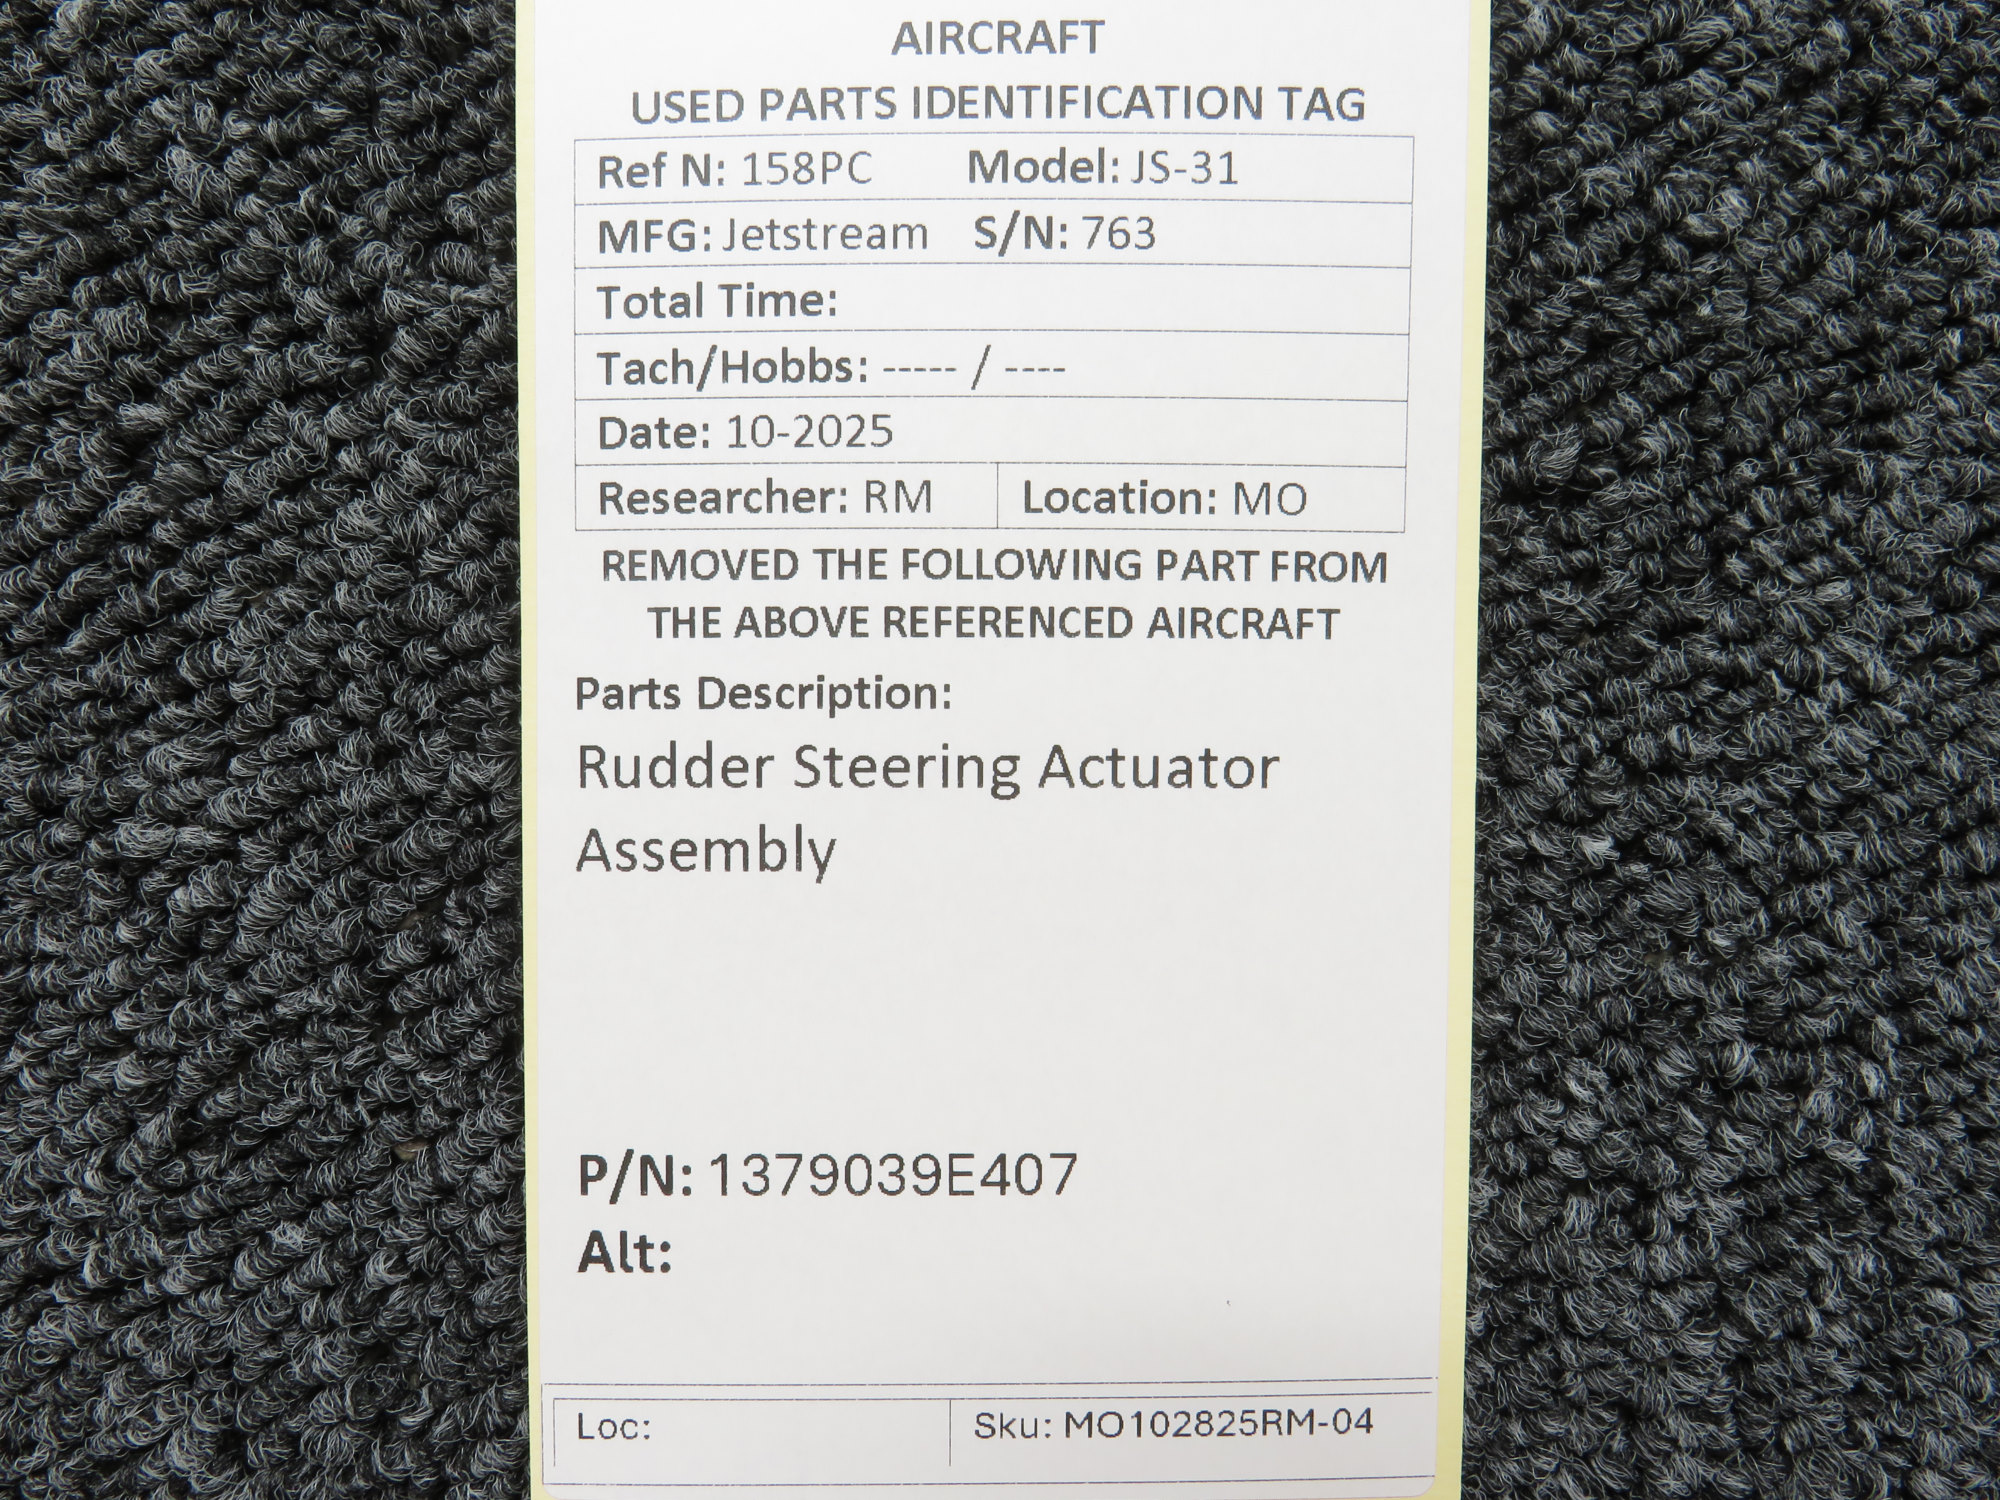 AIRCRAFT
USED PARTS IDENTIFICATION TAG
Ref N: 158PC Model: JS-31
MFG: Jetstream S/N: 763
Total Time:
Tach/Hobbs: ----- / ----
Date: 10-2025
Researcher: RM Location: MO
REMOVED THE FOLLOWING PART FROM
THE ABOVE REFERENCED AIRCRAFT
Parts Description:
Rudder Steering Actuator
Assembly
P/N: 1379039E407
Alt:
Loc: Sku: MO102825RM-04